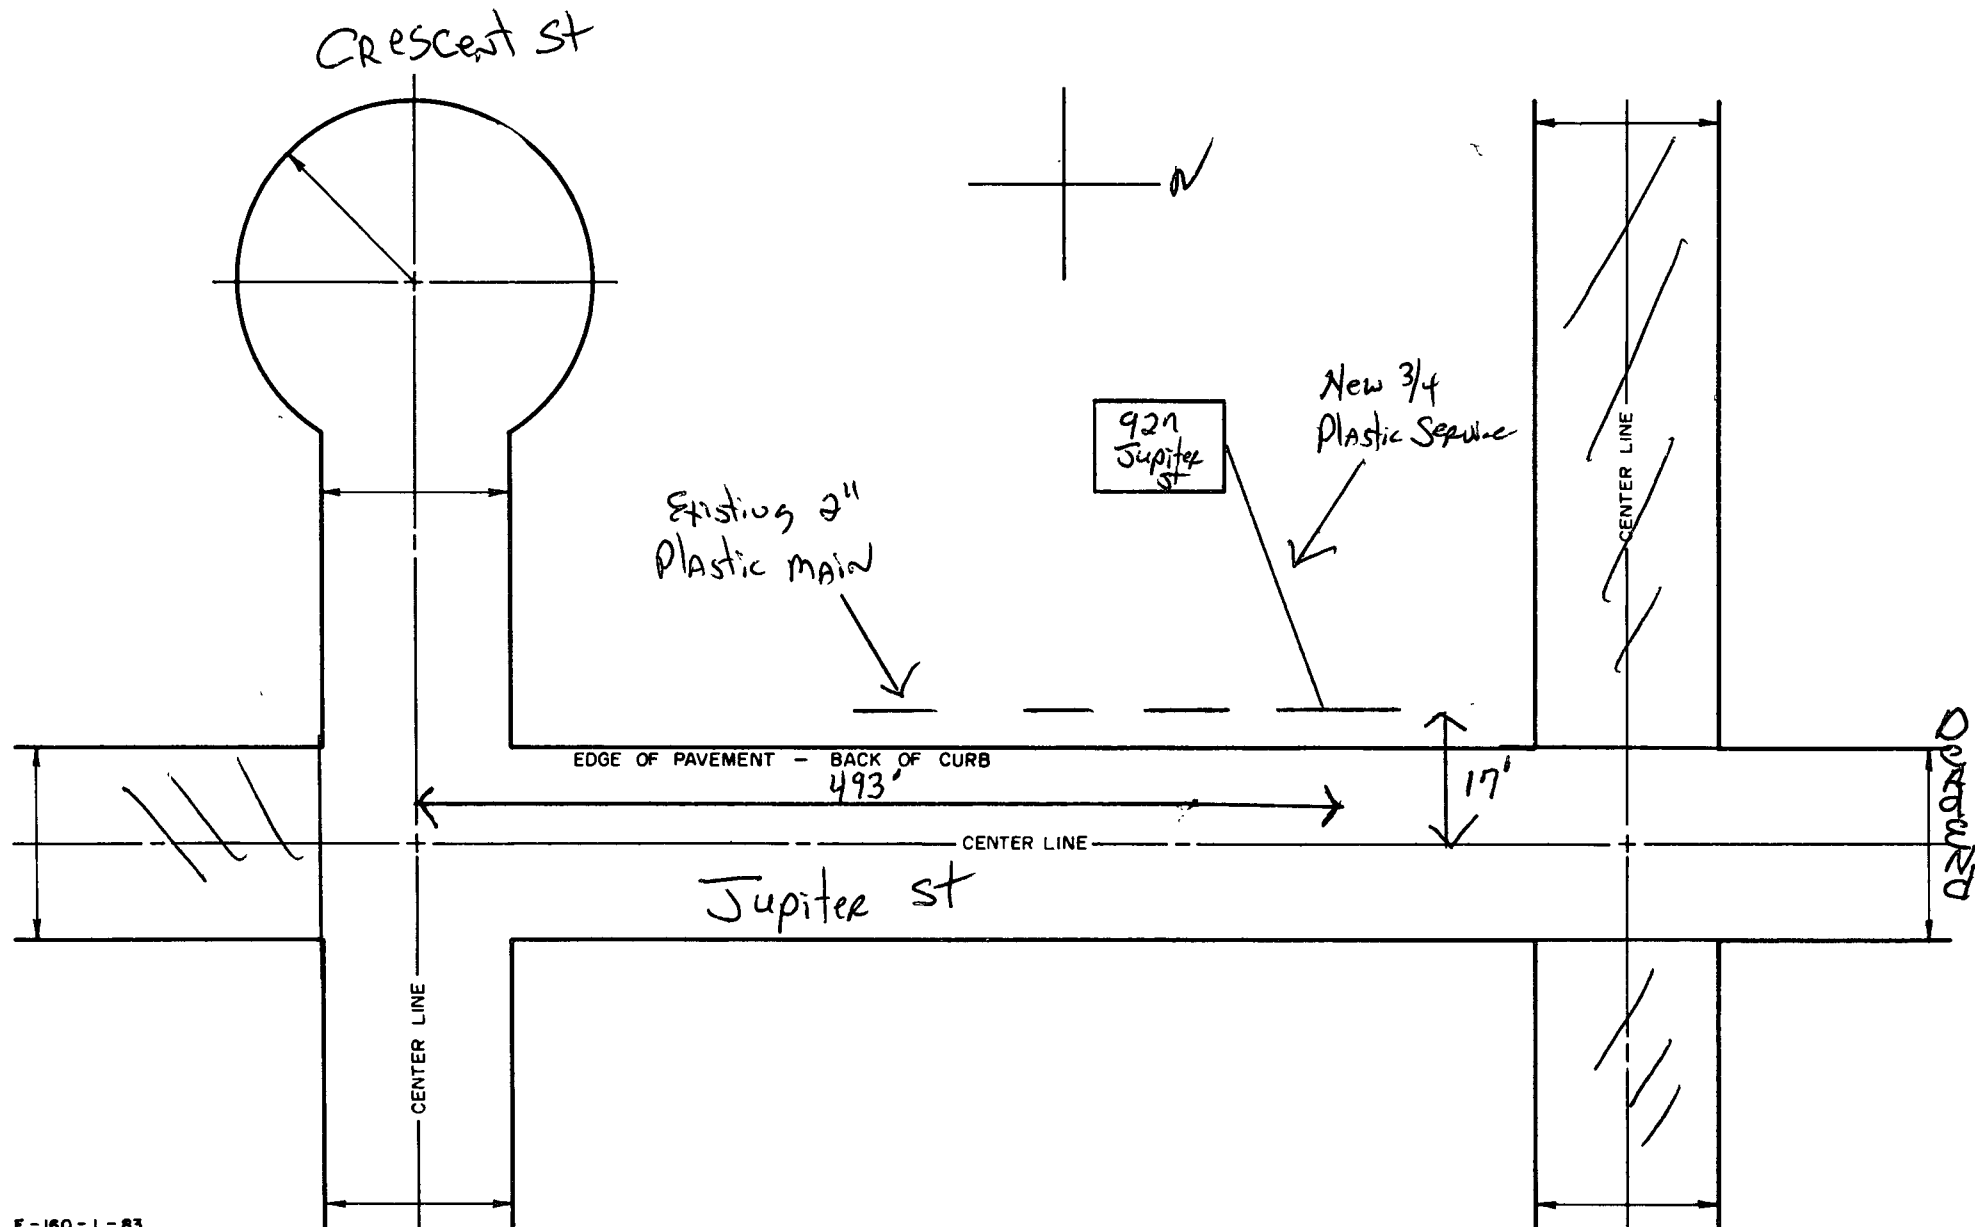 CRescent St
N
New 3/4
Plastic Service
927
Jupiter
St
Existing 2"
Plastic MAiN
CENTER LINE
EDGE OF PAVEMENT - BACK OF CURB
493'
17'
CENTER LINE
Jupiter St
CENTER LINE
F-160-1-83